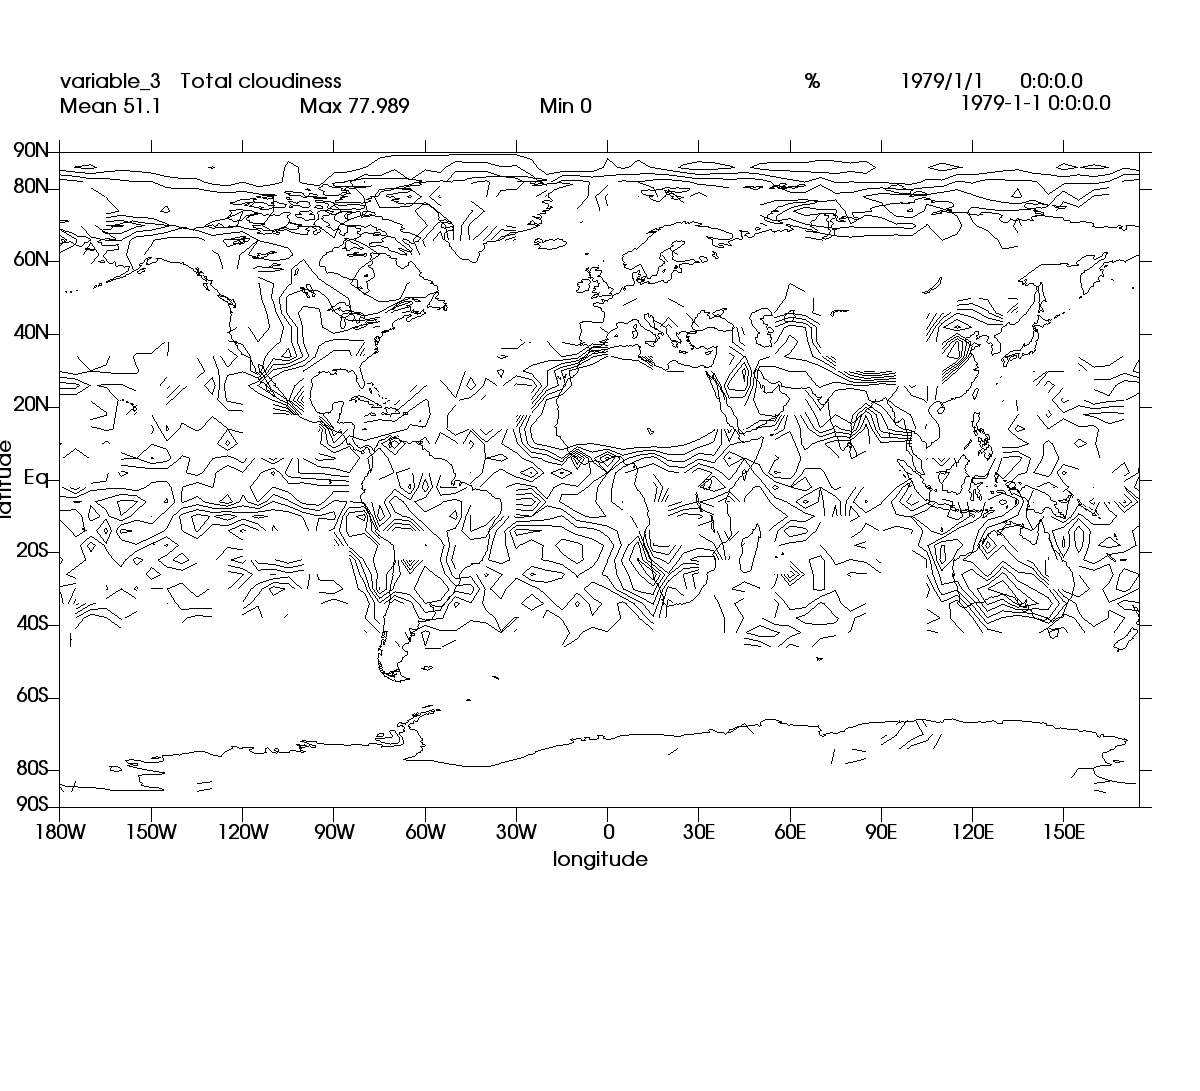 variable_3 Total cloudiness % 1979/1/1 0:0:0.0
Mean 51.1 Max 77.989 Min 0 1979-1-1 0:0:0.0
90N
80N
60N
40N
20N
Eq
20S
40S
60S
80S
90S
latitude
180W 150W 120W 90W 60W 30W 0 30E 60E 90E 120E 150E
longitude